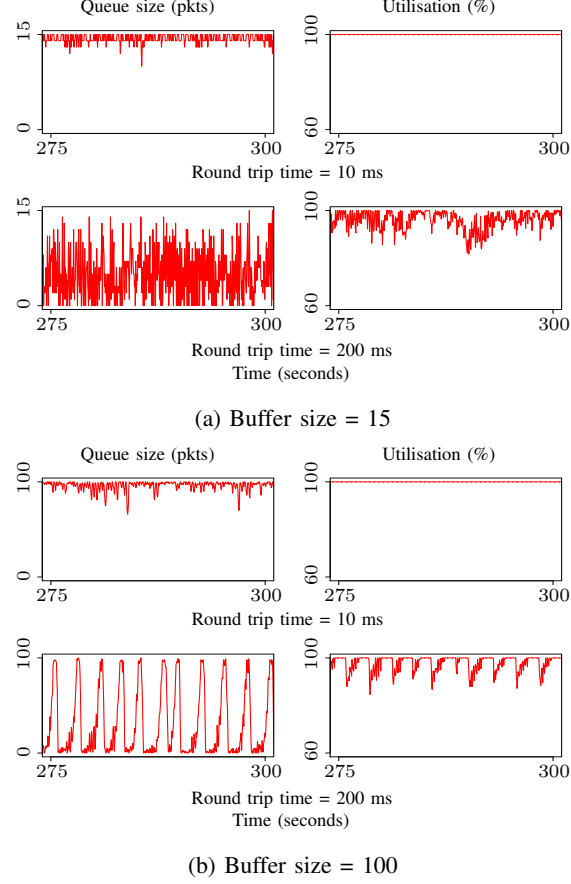 Queue size (pkts) Utilisation (%)
15 100
0 60
275 300 275 300
Round trip time = 10 ms
15 100
0 60
275 300 275 300
Round trip time = 200 ms
Time (seconds)
(a) Buffer size = 15
Queue size (pkts) Utilisation (%)
100 100
0 60
275 300 275 300
Round trip time = 10 ms
100 100
0 60
275 300 275 300
Round trip time = 200 ms
Time (seconds)
(b) Buffer size = 100